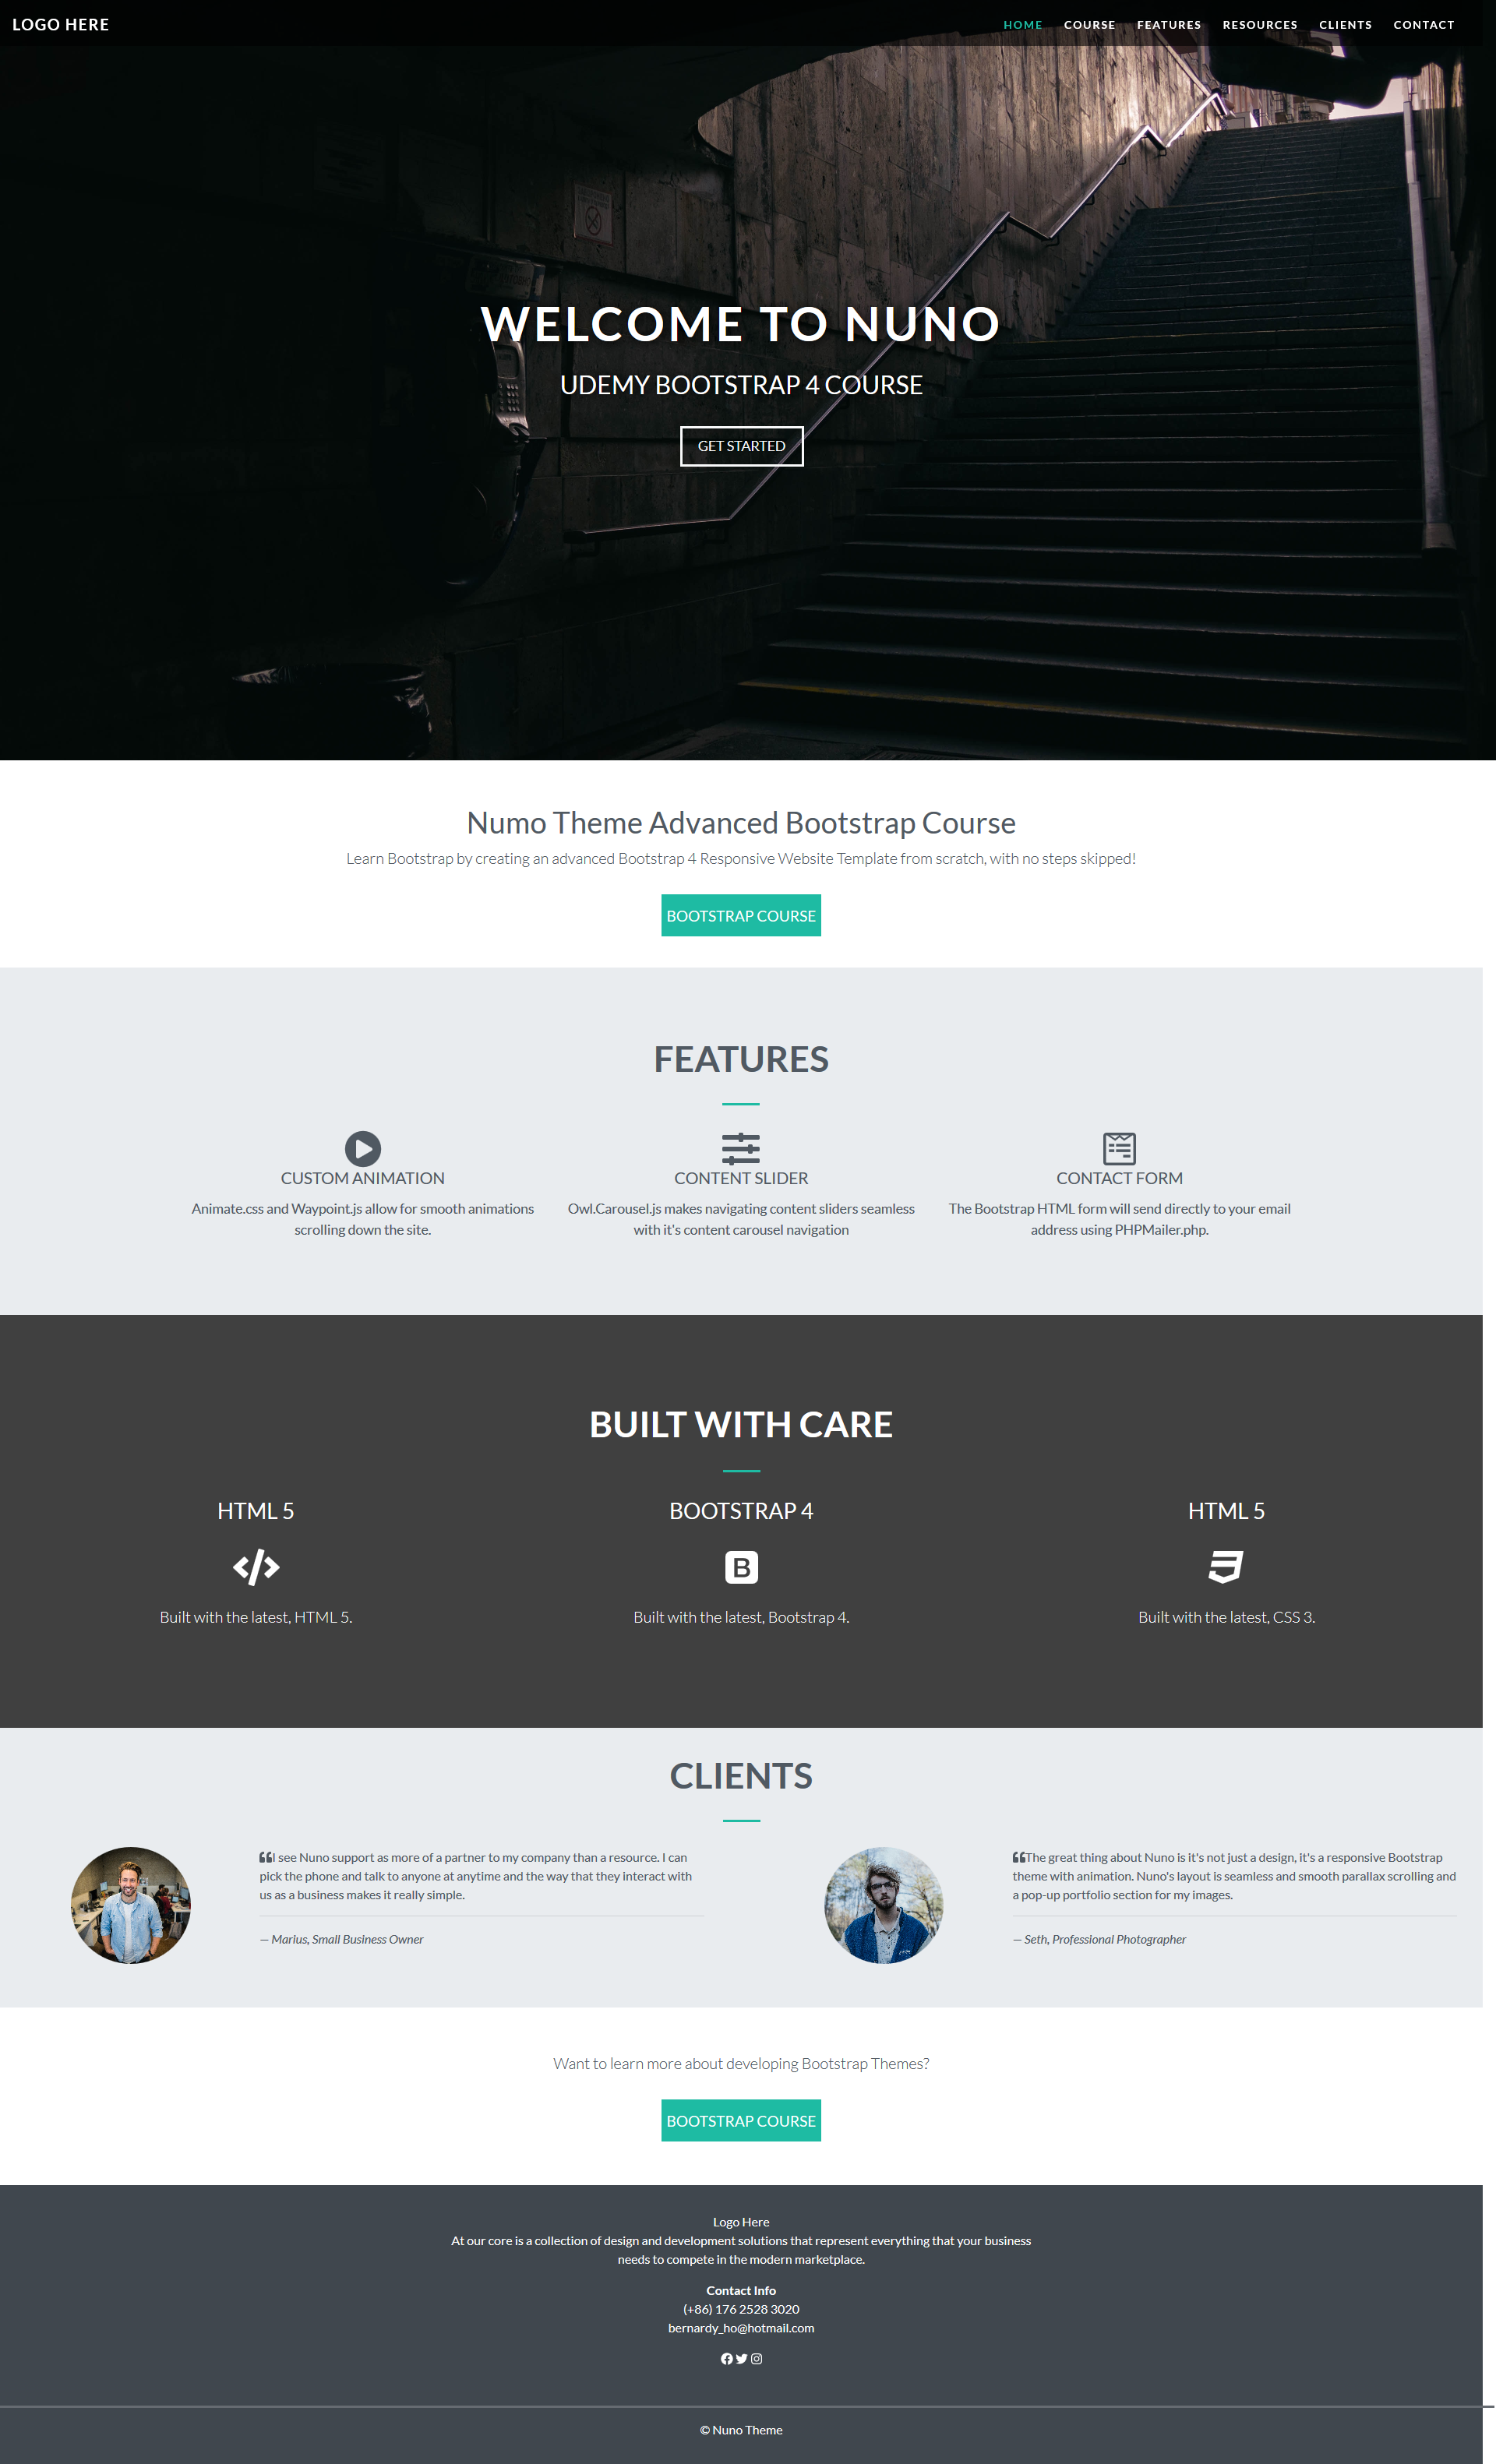 LOGO HERE
HOME COURSE FEATURES RESOURCES CLIENTS CONTACT
WELCOME TO NUNO
UDEMY BOOTSTRAP 4 COURSE
GET STARTED
Numo Theme Advanced Bootstrap Course
Learn Bootstrap by creating an advanced Bootstrap 4 Responsive Website Template from scratch, with no steps skipped!
BOOTSTRAP COURSE
FEATURES
CUSTOM ANIMATION
Animate.css and Waypoint.js allow for smooth animations
scrolling down the site.
CONTENT SLIDER
Owl.Carousel.js makes navigating content sliders seamless
with it's content carousel navigation
CONTACT FORM
The Bootstrap HTML form will send directly to your email
address using PHPMailer.php.
BUILT WITH CARE
HTML 5
Built with the latest, HTML 5.
BOOTSTRAP 4
B
Built with the latest, Bootstrap 4.
HTML 5
Built with the latest, CSS 3.
CLIENTS
“I see Nuno support as more of a partner to my company than a resource. I can
pick the phone and talk to anyone at anytime and the way that they interact with
us as a business makes it really simple.
— Marius, Small Business Owner
“The great thing about Nuno is it's not just a design, it's a responsive Bootstrap
theme with animation. Nuno's layout is seamless and smooth parallax scrolling and
a pop-up portfolio section for my images.
— Seth, Professional Photographer
Want to learn more about developing Bootstrap Themes?
BOOTSTRAP COURSE
Logo Here
At our core is a collection of design and development solutions that represent everything that your business
needs to compete in the modern marketplace.
Contact Info
(+86) 176 2528 3020
bernardy_ho@hotmail.com
© Nuno Theme